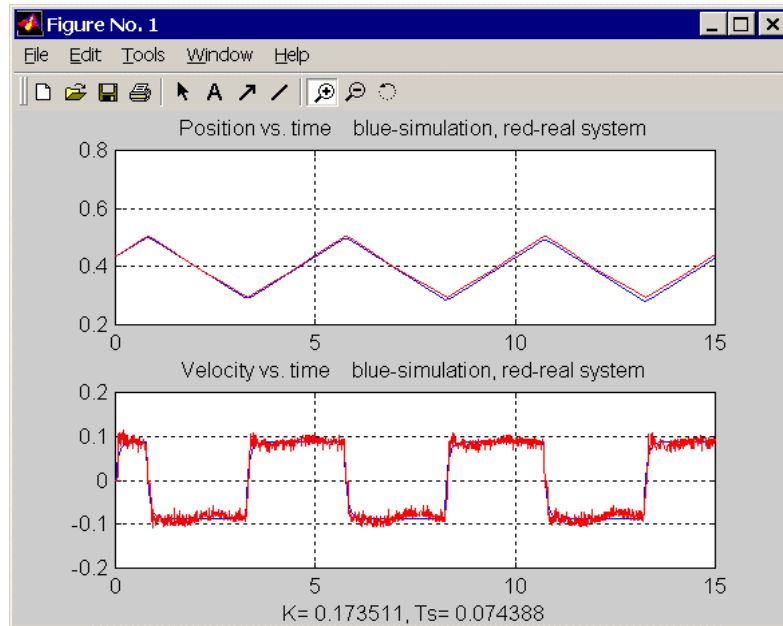 Figure No. 1
File Edit Tools Window Help
A
Position vs. time blue-simulation, red-real system
0.8
0.6
0.4
0.2
0 5 10 15
Velocity vs. time blue-simulation, red-real system
0.2
0.1
0
-0.1
-0.2
0 5 10 15
K= 0.173511, Ts= 0.074388